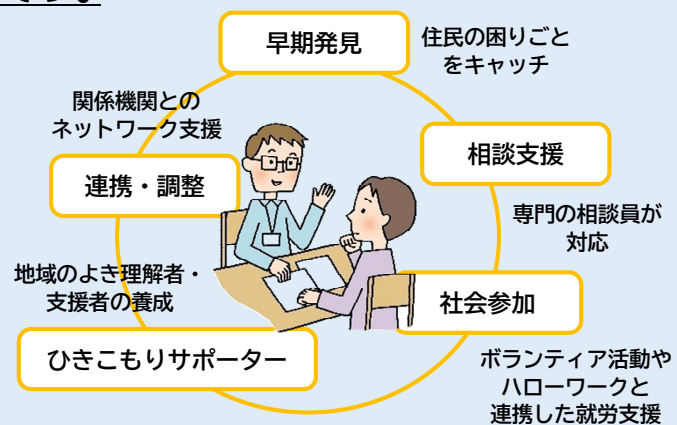 早期発見
住民の困りごと
をキャッチ
関係機関との
ネットワーク支援
相談支援
連携・調整
専門の相談員が
対応
地域のよき理解者・
支援者の養成
社会参加
ひきこもりサポーター
ボランティア活動や
ハローワークと
連携した就労支援